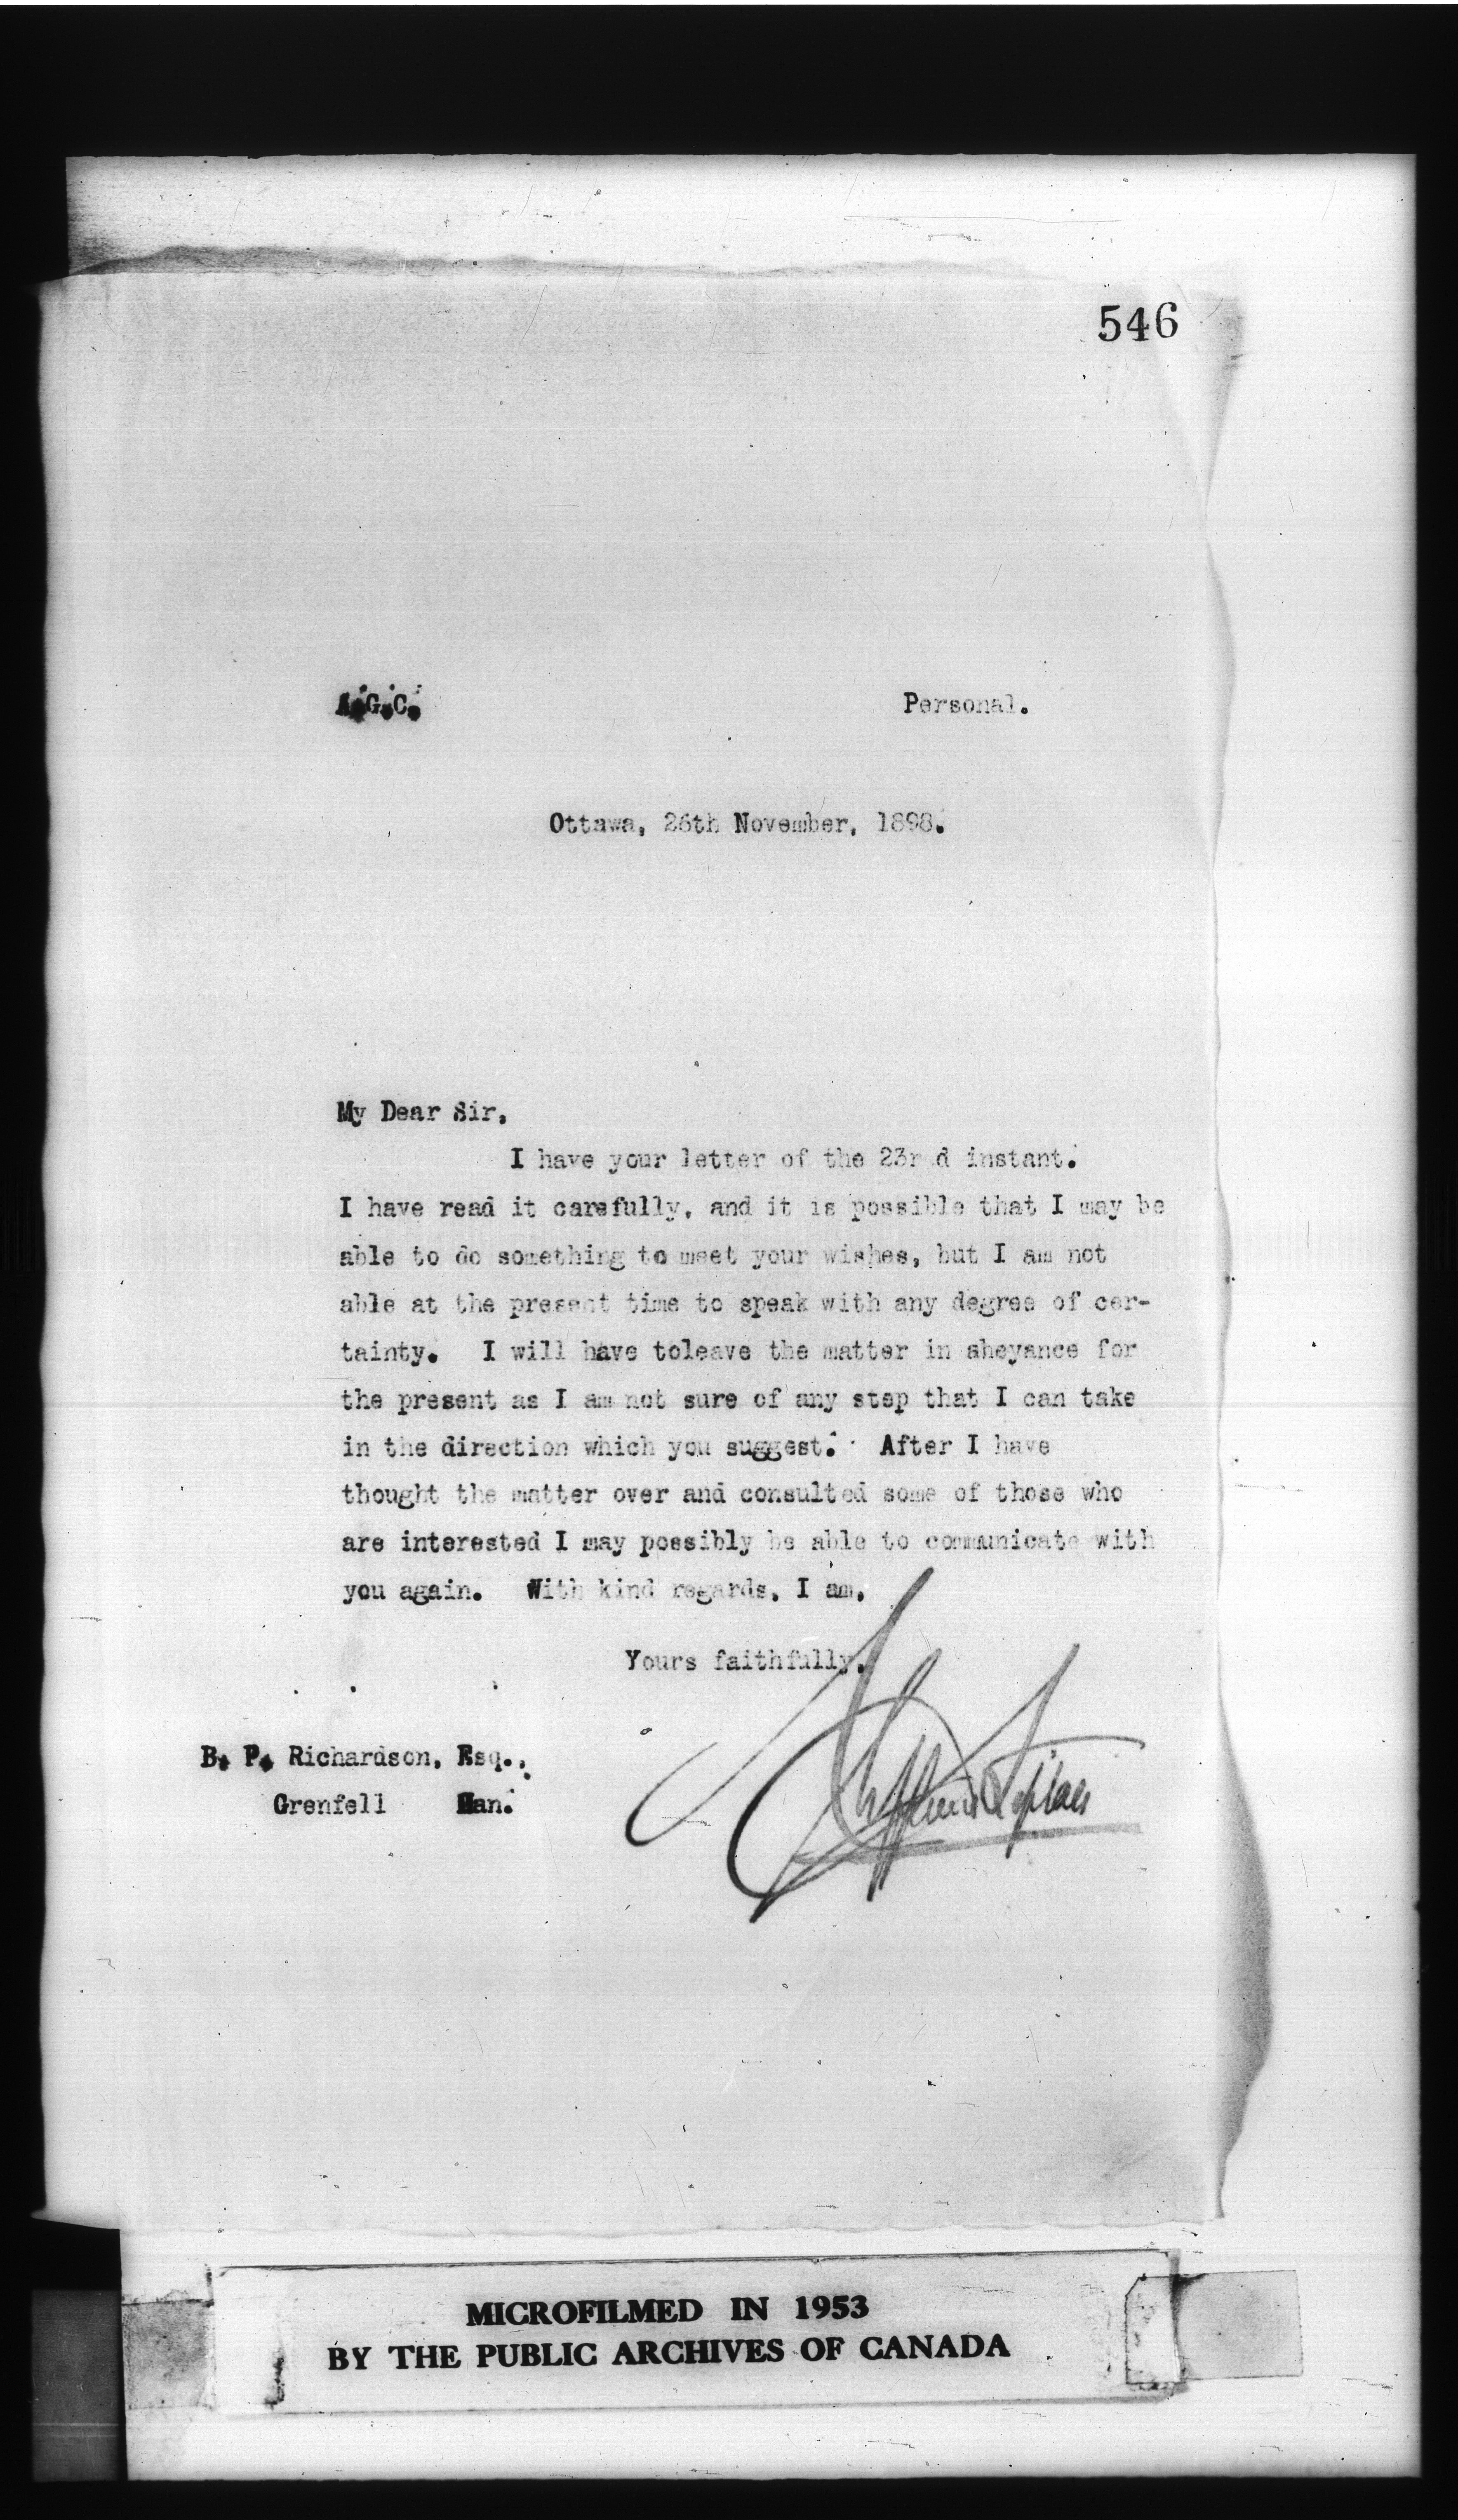 546
A.G.C. Personal.
Ottawa, 26th November, 1898.
My Dear Sir,
I have your letter of the 23rd instant.
I have read it carefully, and it is possible that I may be
able to do something to meet your wishes, but I am not
able at the present time to speak with any degree of cer-
tainty. I will have toleave the matter in abeyance for
the present as I am not sure of any step that I can take
in the direction which you suggest. After I have
thought the matter over and consulted some of those who
are interested I may possibly be able to communicate with
you again. With kind regards, I am,
Yours faithfully,
B. P. Richardson, Esq.,
Grenfell Man.
MICROFILMED IN 1953
BY THE PUBLIC ARCHIVES OF CANADA